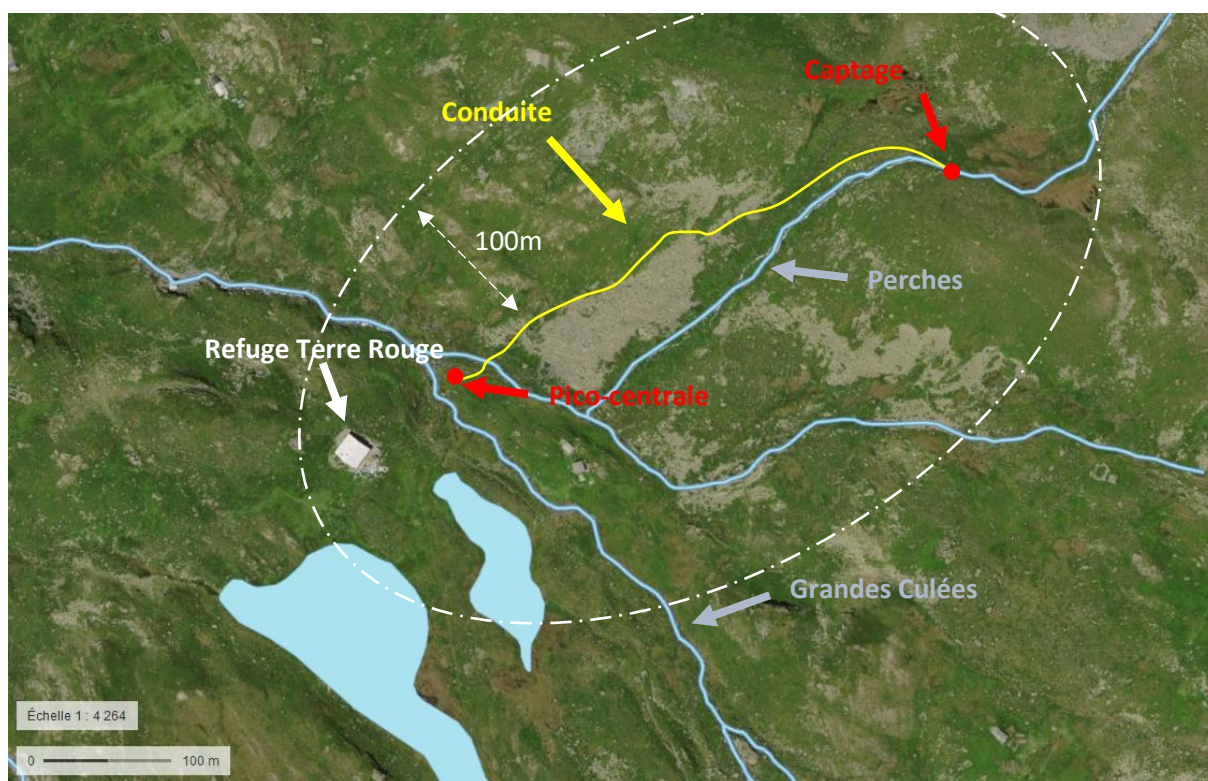 Captage
Conduite
100m
Perches
Refuge Terre Rouge
Pico-centrale
Grandes Culées
Échelle 1 : 4 264
0 100 m